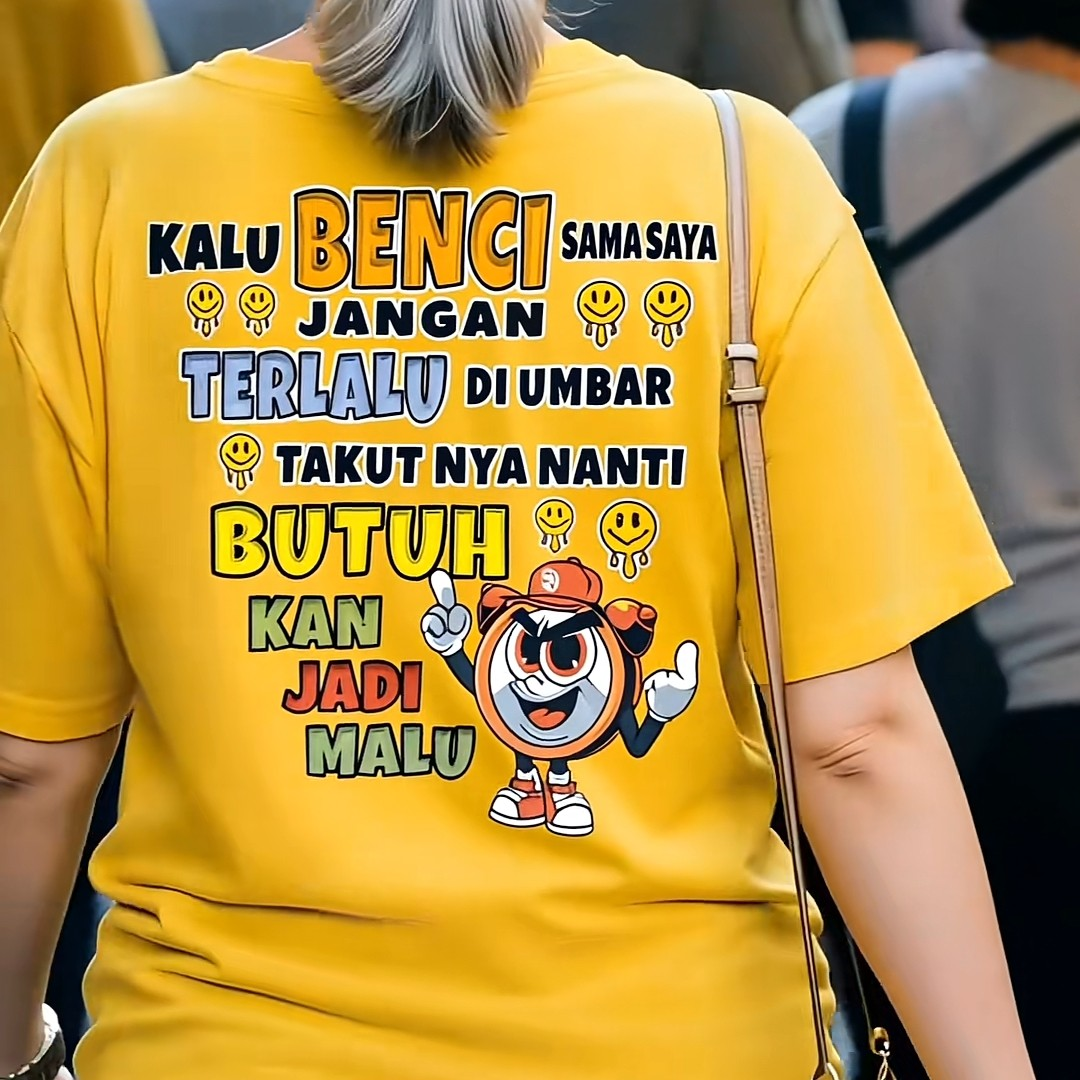 KALU BENCI SAMA SAYA
JANGAN
TERLALU DI UMBAR
TAKUT NYA NANTI
BUTUH
KAN
JADI
MALU